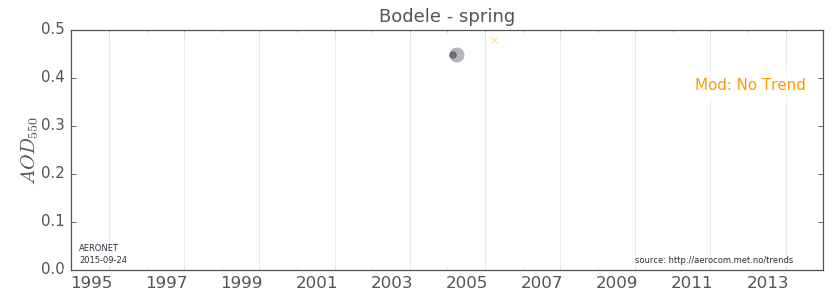 Bodele - spring
0.5
0.4
Mod: No Trend
0.3
AOD550
0.2
0.1
AERONET
2015-09-24
source: http://aerocom.met.no/trends
0.0
1995 1997 1999 2001 2003 2005 2007 2009 2011 2013